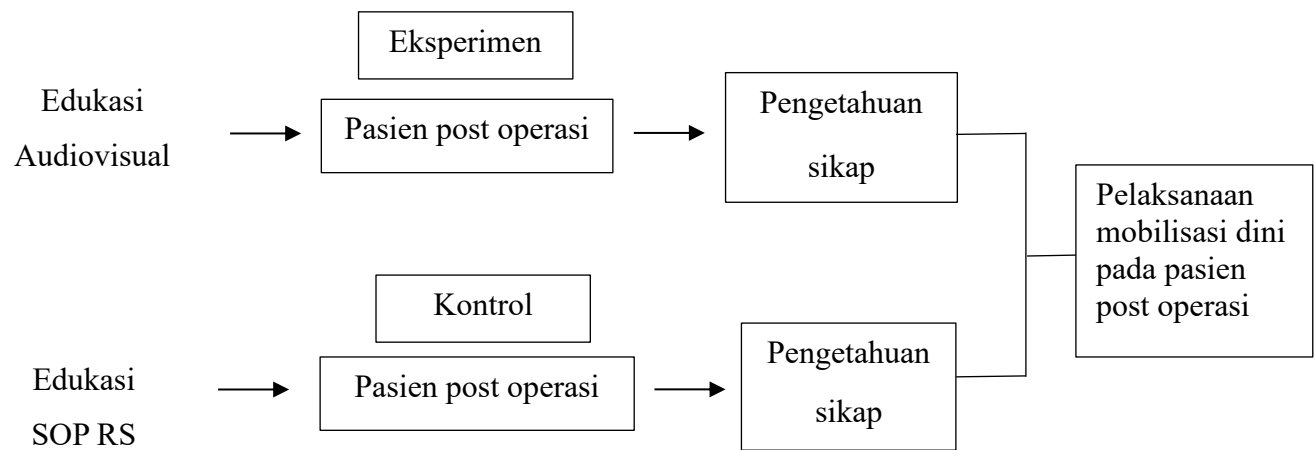 Eksperimen
Edukasi
Audiovisual
Pasien post operasi
Pengetahuan
sikap
Pelaksanaan
mobilisasi dini
pada pasien
post operasi
Kontrol
Edukasi
SOP RS
Pasien post operasi
Pengetahuan
sikap